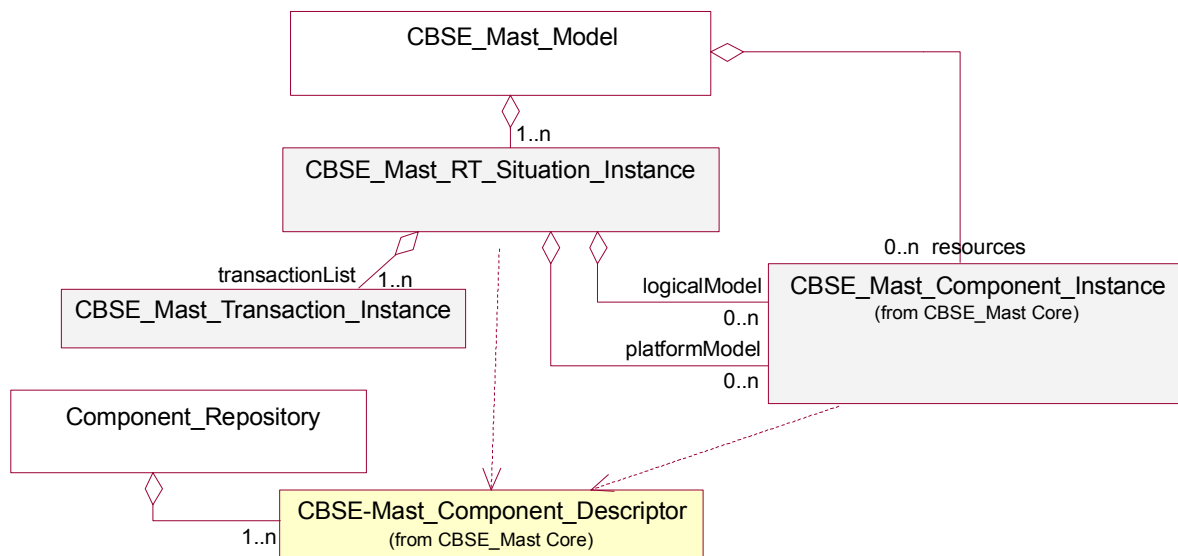 CBSE_Mast_Model
1..n
CBSE_Mast_RT_Situation_Instance
0..n resources
transactionList
1..n
logicalModel
0..n
CBSE_Mast_Component_Instance
(from CBSE_Mast Core)
CBSE_Mast_Transaction_Instance
platformModel
0..n
Component_Repository
1..n
CBSE-Mast_Component_Descriptor
(from CBSE_Mast Core)